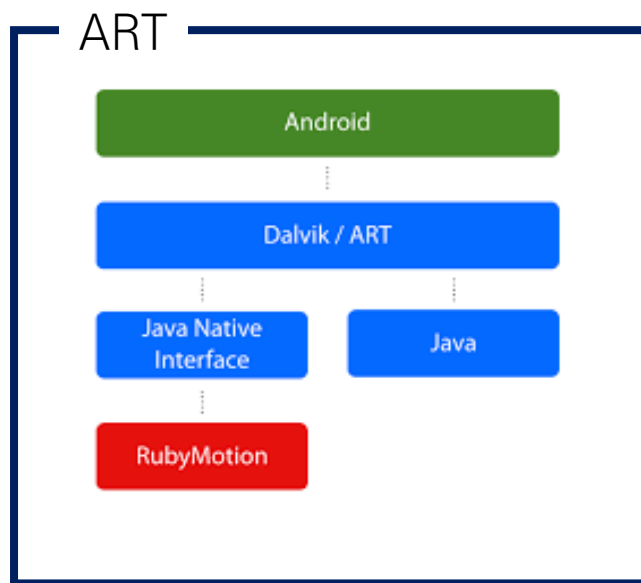 ART
Android
Dalvik / ART
Java Native
Interface
Java
RubyMotion